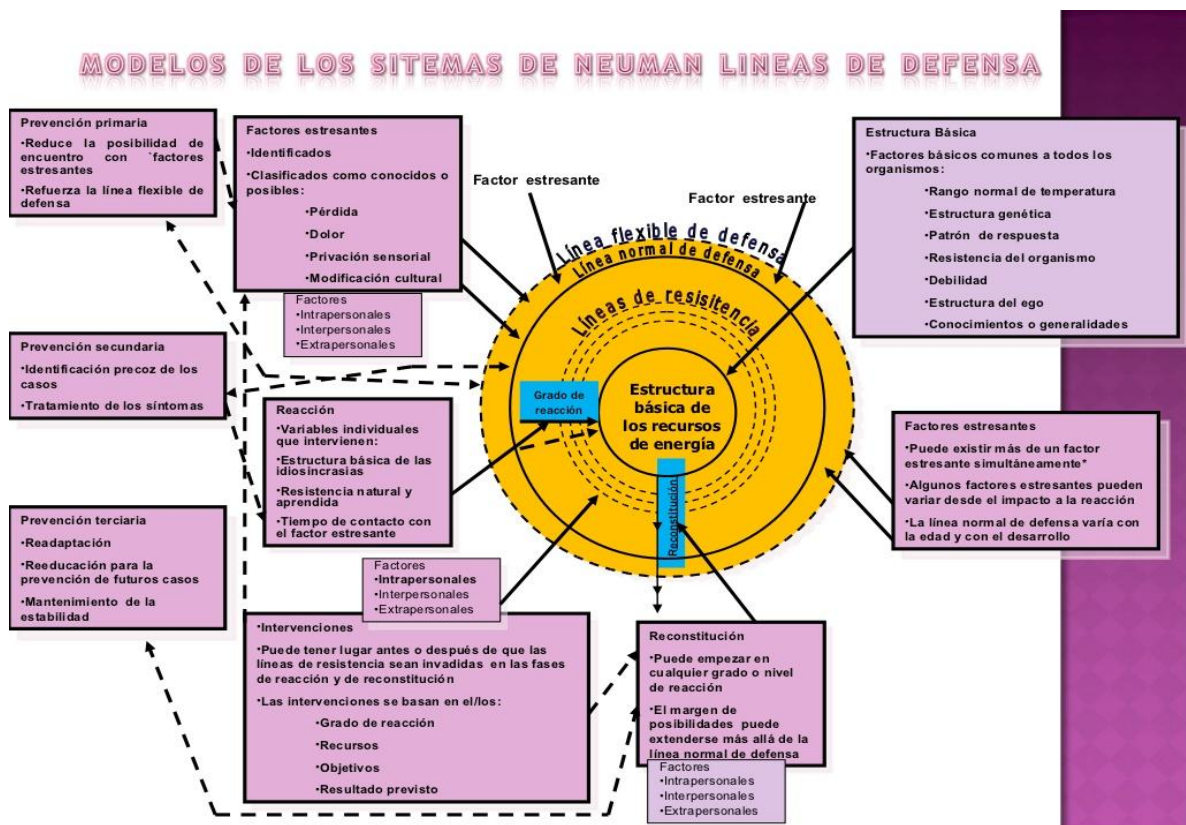 MODELOS DE LOS SITEMAS DE NEUMAN LINEAS DE DEFENSA
Prevención primaria
•Reduce la posibilidad de
encuentro con `factores
estresantes
•Refuerza la línea flexible de
defensa
Factores estresantes
•Identificados
•Clasificados como conocidos o
posibles:
•Pérdida
•Dolor
•Privación sensorial
•Modificación cultural
Factores
•Intrapersonales
•Interpersonales
•Extrapersonales
Factor estresante
Factor estresante
Estructura Básica
•Factores básicos comunes a todos los
organismos:
•Rango normal de temperatura
•Estructura genética
•Patrón de respuesta
•Resistencia del organismo
•Debilidad
•Estructura del ego
•Conocimientos o generalidades
Línea flexible de defensa
Línea normal de defensa
Líneas de resisitencia
Estructura
básica de
los recursos
de energía
Grado de
reacción
Reconstitución
Prevención secundaria
•Identificación precoz de los
casos
•Tratamiento de los síntomas
Reacción
•Variables individuales
que intervienen:
•Estructura básica de las
idiosincrasias
•Resistencia natural y
aprendida
•Tiempo de contacto con
el factor estresante
Factores estresantes
•Puede existir más de un factor
estresante simultáneamente*
•Algunos factores estresantes pueden
variar desde el impacto a la reacción
•La línea normal de defensa varía con
la edad y con el desarrollo
Prevención terciaria
•Readaptación
•Reeducación para la
prevención de futuros casos
•Mantenimiento de la
estabilidad
Factores
•Intrapersonales
•Interpersonales
•Extrapersonales
•Intervenciones
•Puede tener lugar antes o después de que las
líneas de resistencia sean invadidas en las fases
de reacción y de reconstitución
•Las intervenciones se basan en el/los:
•Grado de reacción
•Recursos
•Objetivos
•Resultado previsto
Reconstitución
•Puede empezar en
cualquier grado o nivel
de reacción
•El margen de
posibilidades puede
extenderse más allá de la
línea normal de defensa
Factores
•Intrapersonales
•Interpersonales
•Extrapersonales